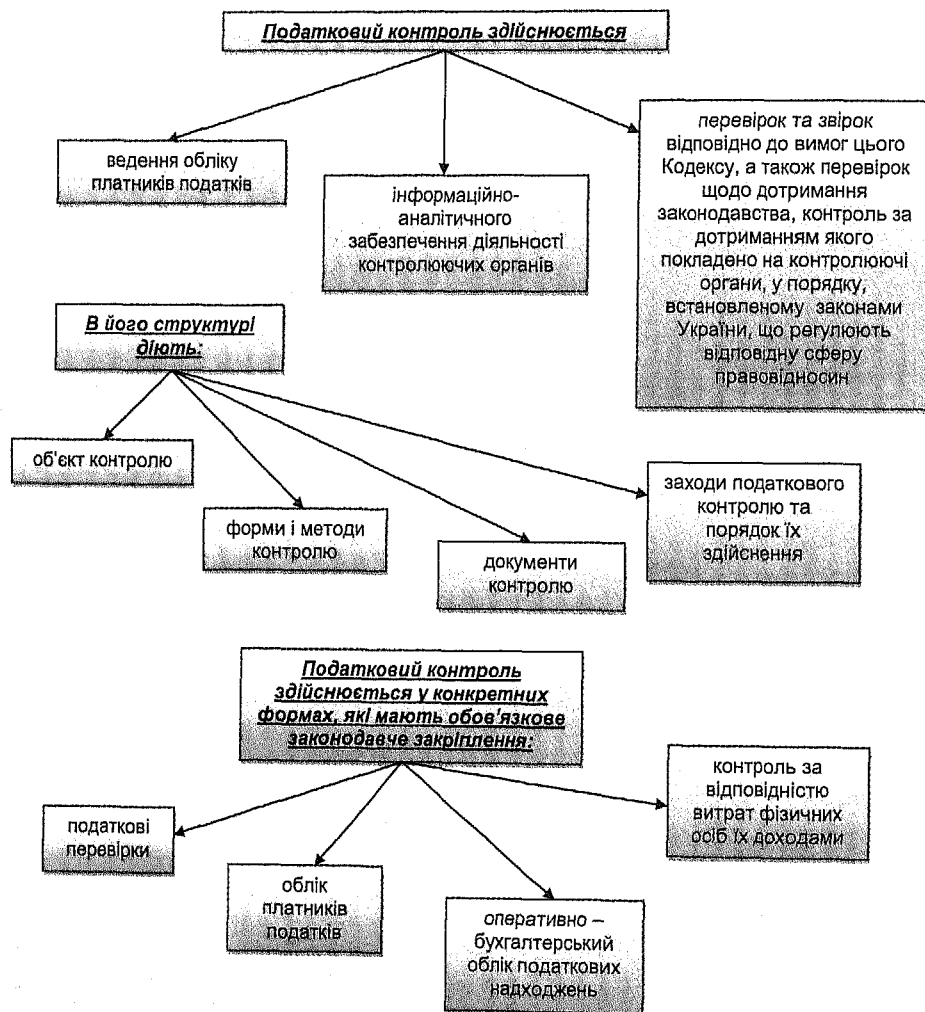 Податковий контроль здійснюється
ведення обліку
платників податків
інформаційно-
аналітичного
забезпечення діяльності
контролюючих органів
перевірок та звірок
відповідно до вимог цього
Кодексу, а також перевірок
щодо дотримання
законодавства, контроль за
дотриманням якого
покладено на контролюючі
органи, у порядку,
встановленому законами
України, що регулюють
відповідну сферу
правовідносин
В його структурі
діють:
об'єкт контролю
форми і методи
контролю
документи
контролю
заходи податкового
контролю та
порядок їх
здійснення
Податковий контроль
здійснюється у конкретних
формах, які мають обов'язкове
законодавче закріплення:
податкові
перевірки
облік
платників
податків
оперативно –
бухгалтерський
облік податкових
надходжень
контроль за
відповідністю
витрат фізичних
осіб їх доходами